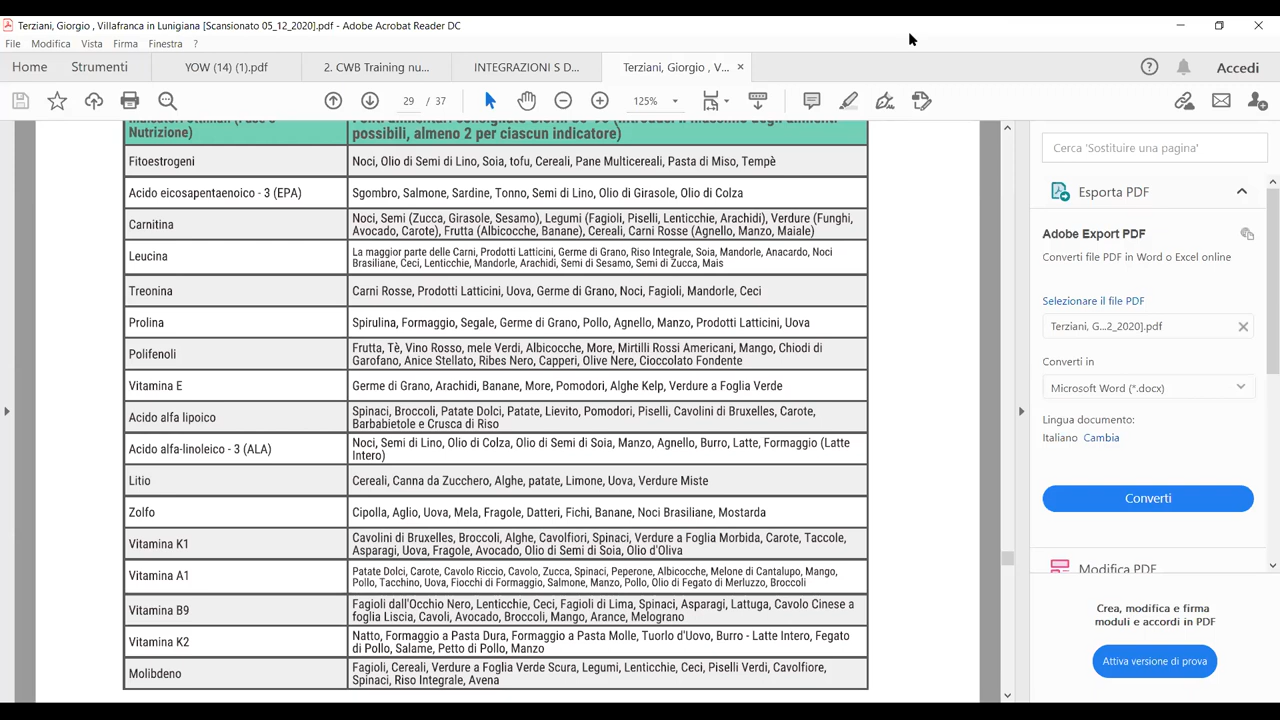 Terziani, Giorgio , Villafranca in Lunigiana [Scansionato 05_12_2020].pdf - Adobe Acrobat Reader DC
File Modifica Vista Firma Finestra ?
Home Strumenti YOW (14) (1).pdf 2. CWB Training nu... INTEGRAZIONI S D... Terziani, Giorgio , V... × Accedi
29 / 37 125%
Nutrizione)
possibili, almeno 2 per ciascun indicatore)
Fitoestrogeni
Noci, Olio di Semi di Lino, Soia, tofu, Cereali, Pane Multicereali, Pasta di Miso, Tempè
Acido eicosapentaenoico - 3 (EPA)
Sgombro, Salmone, Sardine, Tonno, Semi di Lino, Olio di Girasole, Olio di Colza
Carnitina
Noci, Semi (Zucca, Girasole, Sesamo), Legumi (Fagioli, Piselli, Lenticchie, Arachidi), Verdure (Funghi,
Avocado, Carote), Frutta (Albicocche, Banane), Cereali, Carni Rosse (Agnello, Manzo, Maiale)
Leucina
La maggior parte delle Carni, Prodotti Latticini, Germe di Grano, Riso Integrale, Soia, Mandorle, Anacardo, Noci
Brasiliane, Ceci, Lenticchie, Mandorle, Arachidi, Semi di Sesamo, Semi di Zucca, Mais
Treonina
Carni Rosse, Prodotti Latticini, Uova, Germe di Grano, Noci, Fagioli, Mandorle, Ceci
Prolina
Spirulina, Formaggio, Segale, Germe di Grano, Pollo, Agnello, Manzo, Prodotti Latticini, Uova
Polifenoli
Frutta, Tè, Vino Rosso, mele Verdi, Albicocche, More, Mirtilli Rossi Americani, Mango, Chiodi di
Garofano, Anice Stellato, Ribes Nero, Capperi, Olive Nere, Cioccolato Fondente
Vitamina E
Germe di Grano, Arachidi, Banane, More, Pomodori, Alghe Kelp, Verdure a Foglia Verde
Acido alfa lipoico
Spinaci, Broccoli, Patate Dolci, Patate, Lievito, Pomodori, Piselli, Cavolini di Bruxelles, Carote,
Barbabietole e Crusca di Riso
Acido alfa-linoleico - 3 (ALA)
Noci, Semi di Lino, Olio di Colza, Olio di Semi di Soia, Manzo, Agnello, Burro, Latte, Formaggio (Latte
Intero)
Litio
Cereali, Canna da Zucchero, Alghe, patate, Limone, Uova, Verdure Miste
Zolfo
Cipolla, Aglio, Uova, Mela, Fragole, Datteri, Fichi, Banane, Noci Brasiliane, Mostarda
Vitamina K1
Cavolini di Bruxelles, Broccoli, Alghe, Cavolfiori, Spinaci, Verdure a Foglia Morbida, Carote, Taccole,
Asparagi, Uova, Fragole, Avocado, Olio di Semi di Soia, Olio d'Oliva
Vitamina A1
Patate Dolci, Carote, Cavolo Riccio, Cavolo, Zucca, Spinaci, Peperone, Albicocche, Melone di Cantalupo, Mango,
Pollo, Tacchino, Uova, Fiocchi di Formaggio, Salmone, Manzo, Pollo, Olio di Fegato di Merluzzo, Broccoli
Vitamina B9
Fagioli dall'Occhio Nero, Lenticchie, Ceci, Fagioli di Lima, Spinaci, Asparagi, Lattuga, Cavolo Cinese a
foglia Liscia, Cavoli, Avocado, Broccoli, Mango, Arance, Melograno
Vitamina K2
Natto, Formaggio a Pasta Dura, Formaggio a Pasta Molle, Tuorlo d'Uovo, Burro - Latte Intero, Fegato
di Pollo, Salame, Petto di Pollo, Manzo
Molibdeno
Fagioli, Cereali, Verdure a Foglia Verde Scura, Legumi, Lenticchie, Ceci, Piselli Verdi, Cavolfiore,
Spinaci, Riso Integrale, Avena
Cerca 'Sostituire una pagina'
Esporta PDF
Adobe Export PDF
Converti file PDF in Word o Excel online
Selezionare il file PDF
Terziani, G...2_2020].pdf
Converti in
Microsoft Word (*.docx)
Lingua documento:
Italiano Cambia
Converti
Modifica PDF
Crea, modifica e firma
moduli e accordi in PDF
Attiva versione di prova